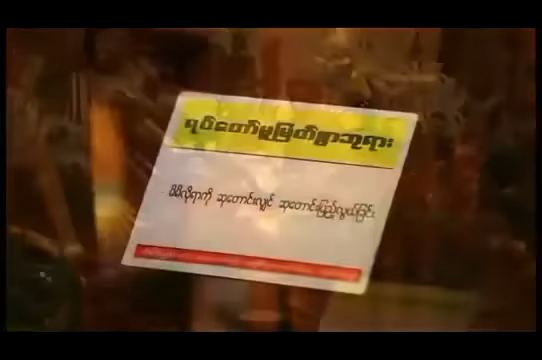 ရပ်တော်မူမြတ်စွာဘုရား
မိမိလိုရာကို ဆုတောင်းလျှင် ဆုတောင်းပြည့်လွယ်ခြင်း